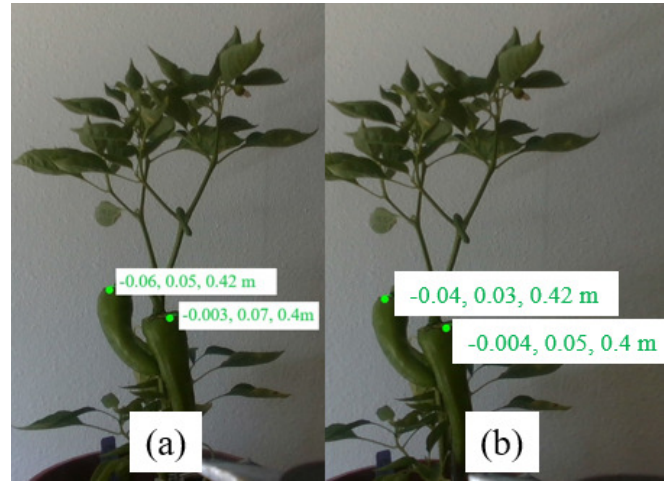 -0.06, 0.05, 0.42 m
-0.003, 0.07, 0.4m
(a)
-0.04, 0.03, 0.42 m
-0.004, 0.05, 0.4 m
(b)